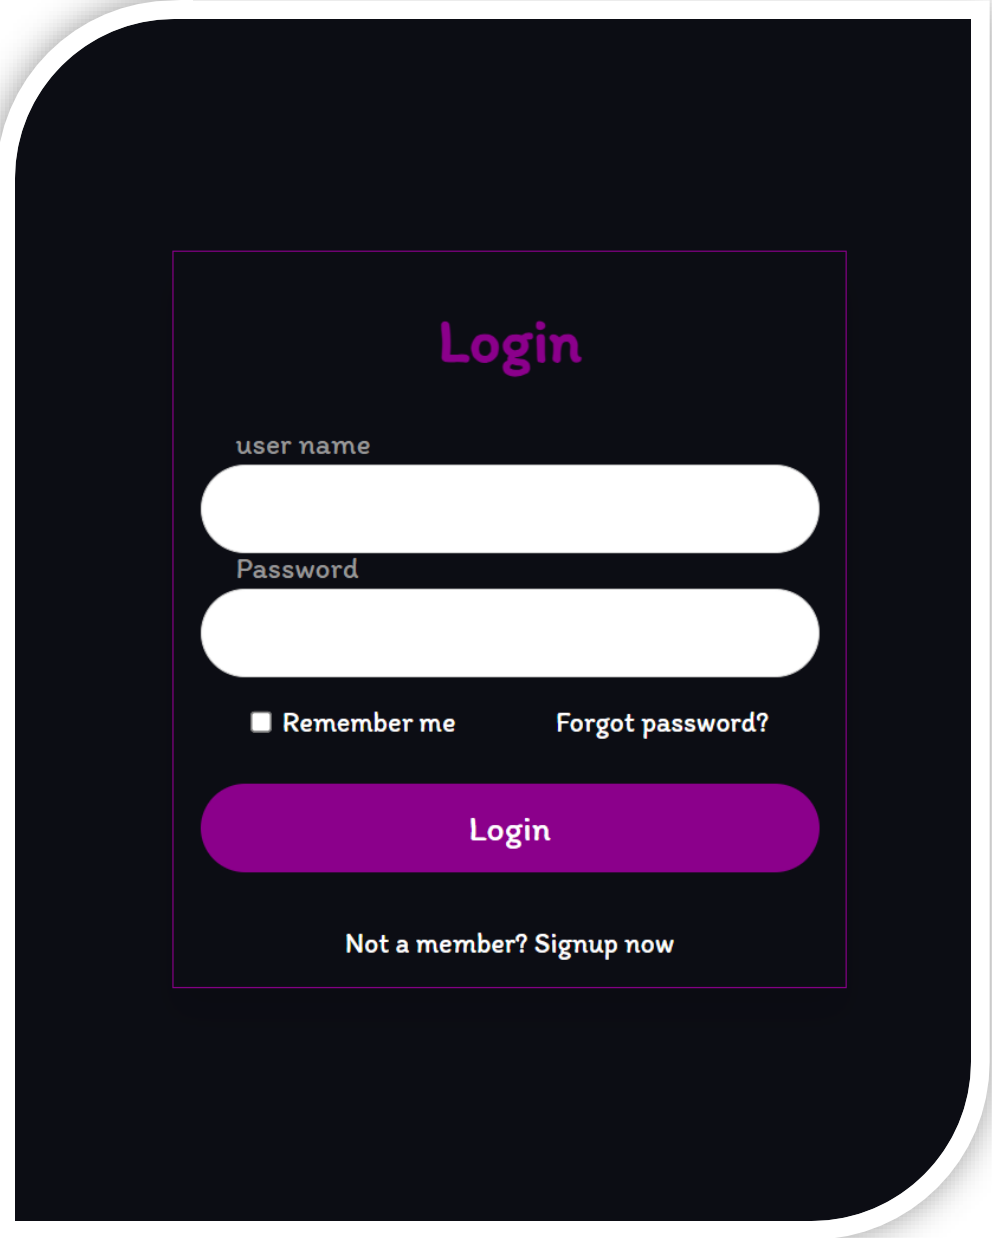 Login
user name
Password
Remember me Forgot password?
Login
Not a member? Signup now